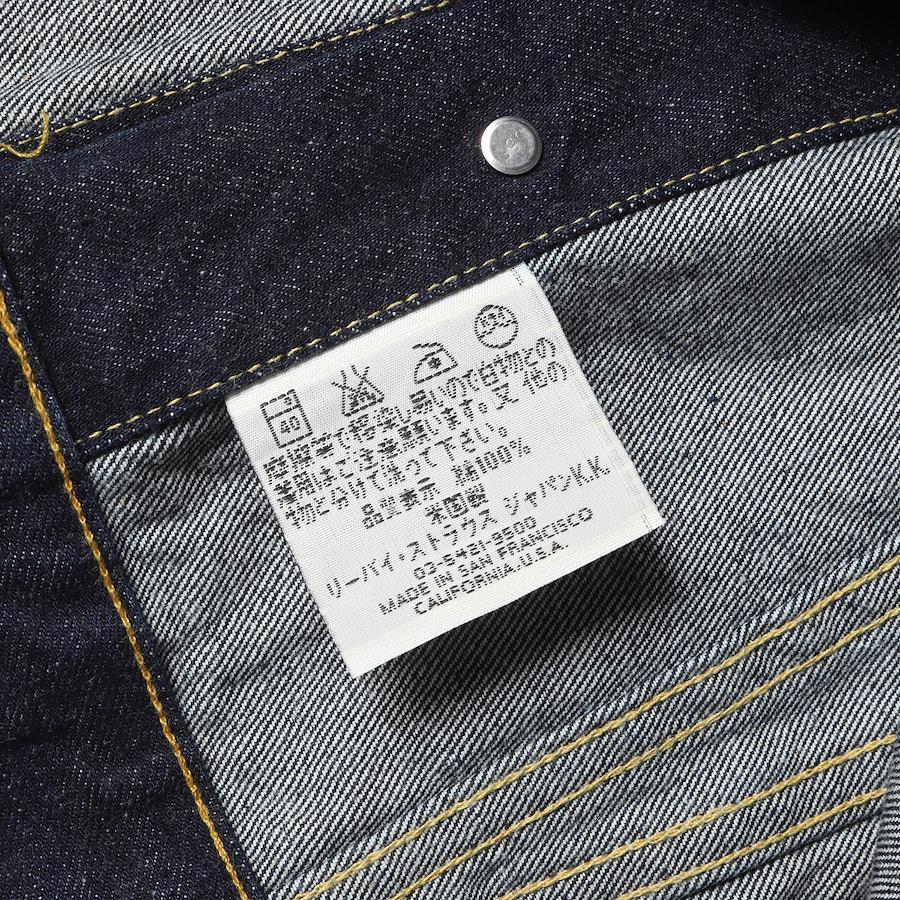 40
摩擦等で移染し易いので白物との
着用はご注意願います。又 他の
物と分けて洗って下さい。
品質表示 綿100%
米国製
リーバイ・ストラウス ジャパンK.K.
03-5421-9500
MADE IN SAN FRANCISCO
CALIFORNIA.U.S.A.